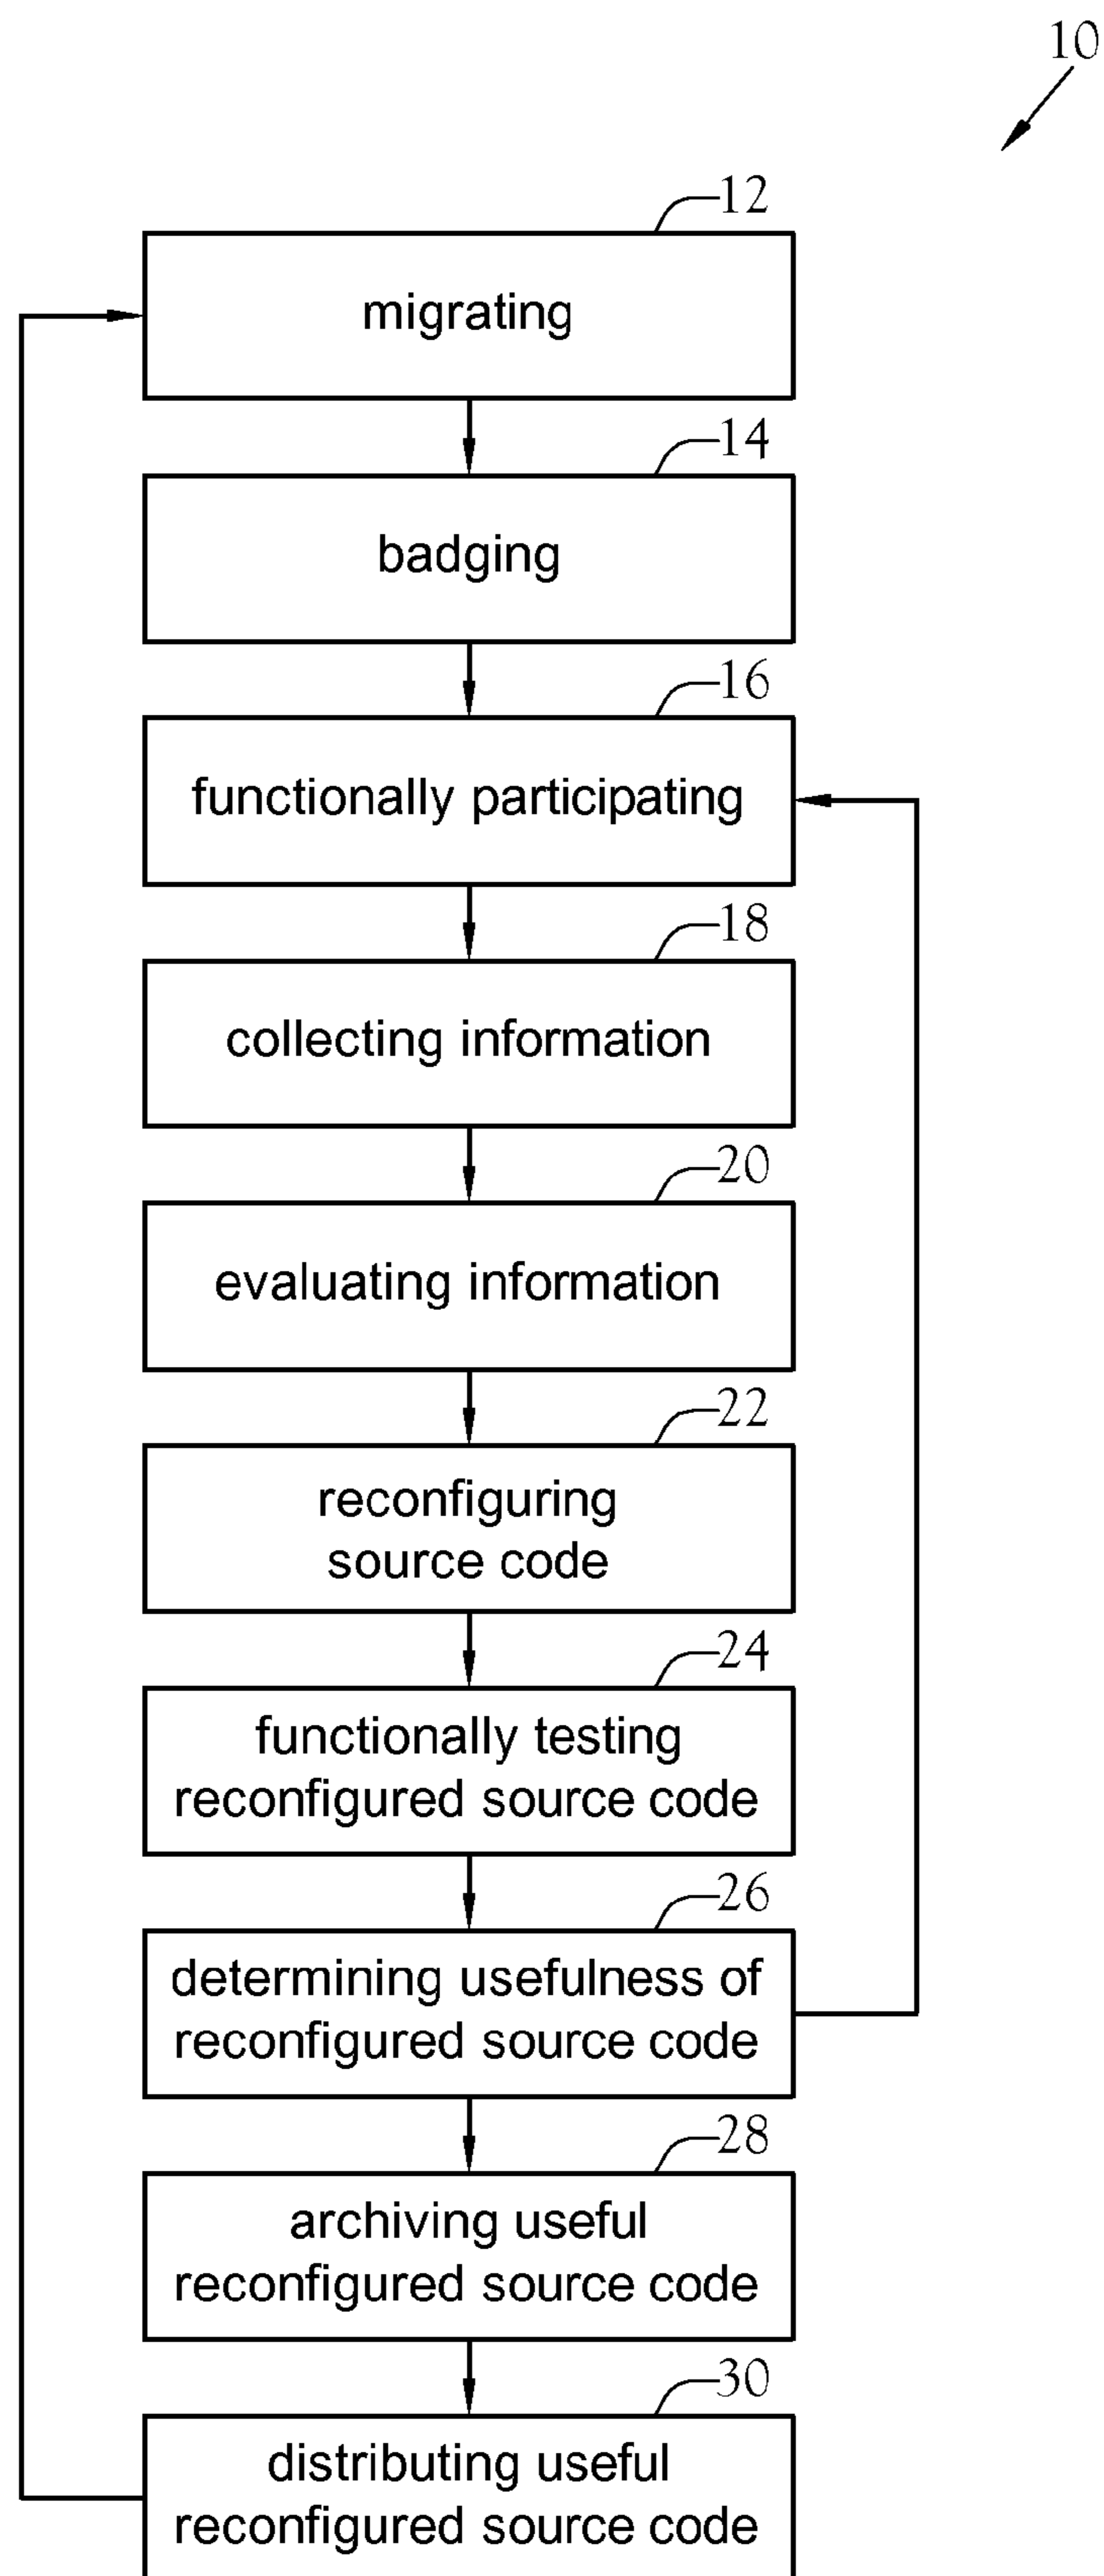 10
12
migrating
14
badging
16
functionally participating
18
collecting information
20
evaluating information
22
reconfiguring
source code
24
functionally testing
reconfigured source code
26
determining usefulness of
reconfigured source code
28
archiving useful
reconfigured source code
30
distributing useful
reconfigured source code